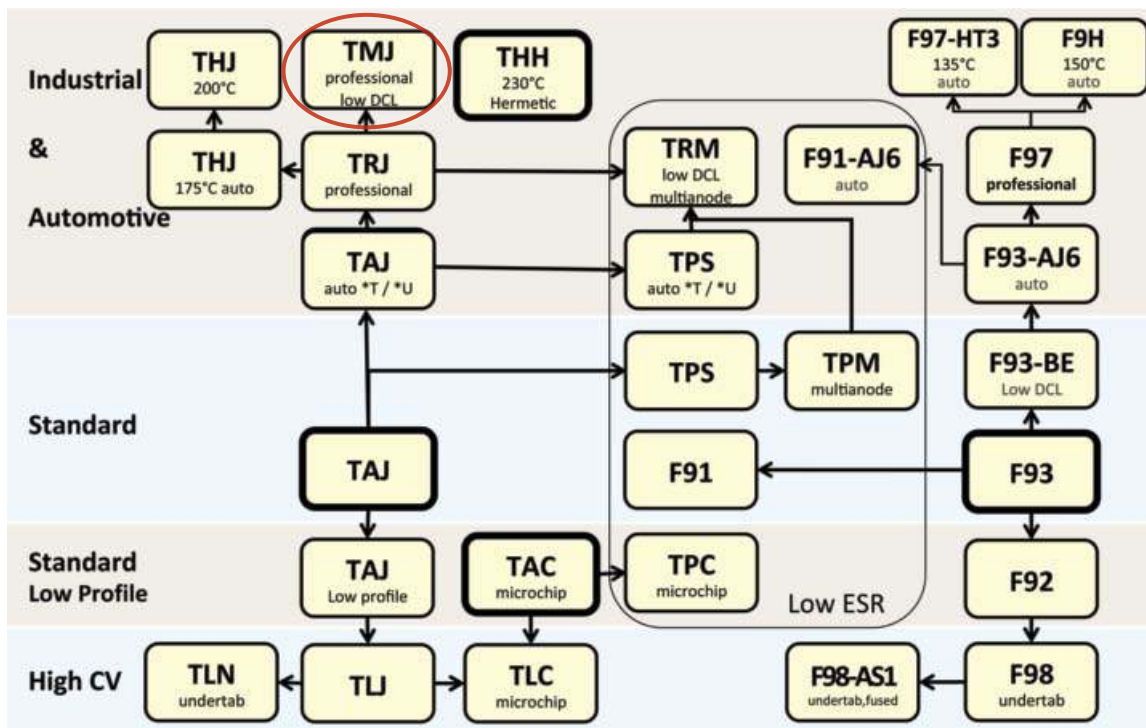 Industrial
&
Automotive
THJ
200°C
TMJ
professional
low DCL
THH
230°C
Hermetic
F97-HT3
135°C
auto
F9H
150°C
auto
THJ
175°C auto
TRJ
professional
TRM
low DCL
multianode
F91-AJ6
auto
F97
professional
TAJ
auto *T / *U
TPS
auto *T / *U
F93-AJ6
auto
Standard
TPS
TPM
multianode
F93-BE
Low DCL
TAJ
F91
F93
Standard
Low Profile
TAJ
Low profile
TAC
microchip
TPC
microchip
Low ESR
F92
High CV
TLN
undertab
TLJ
TLC
microchip
F98-AS1
undertab,fused
F98
undertab